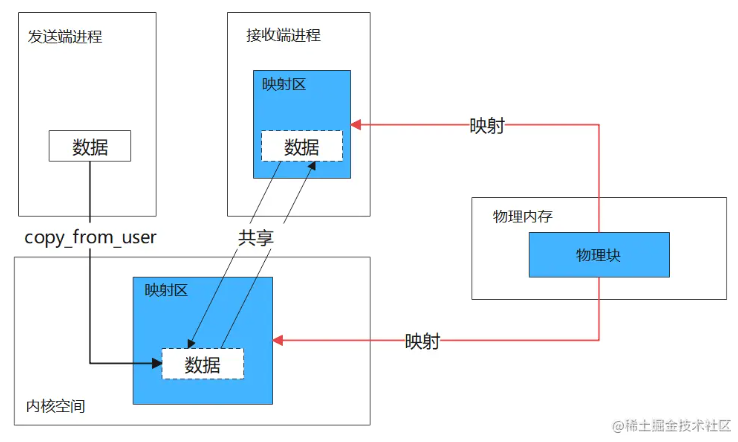 发送端进程
接收端进程
映射区
数据
数据
映射
物理内存
copy_from_user
共享
物理块
映射区
映射
数据
内核空间
@稀土掘金技术社区